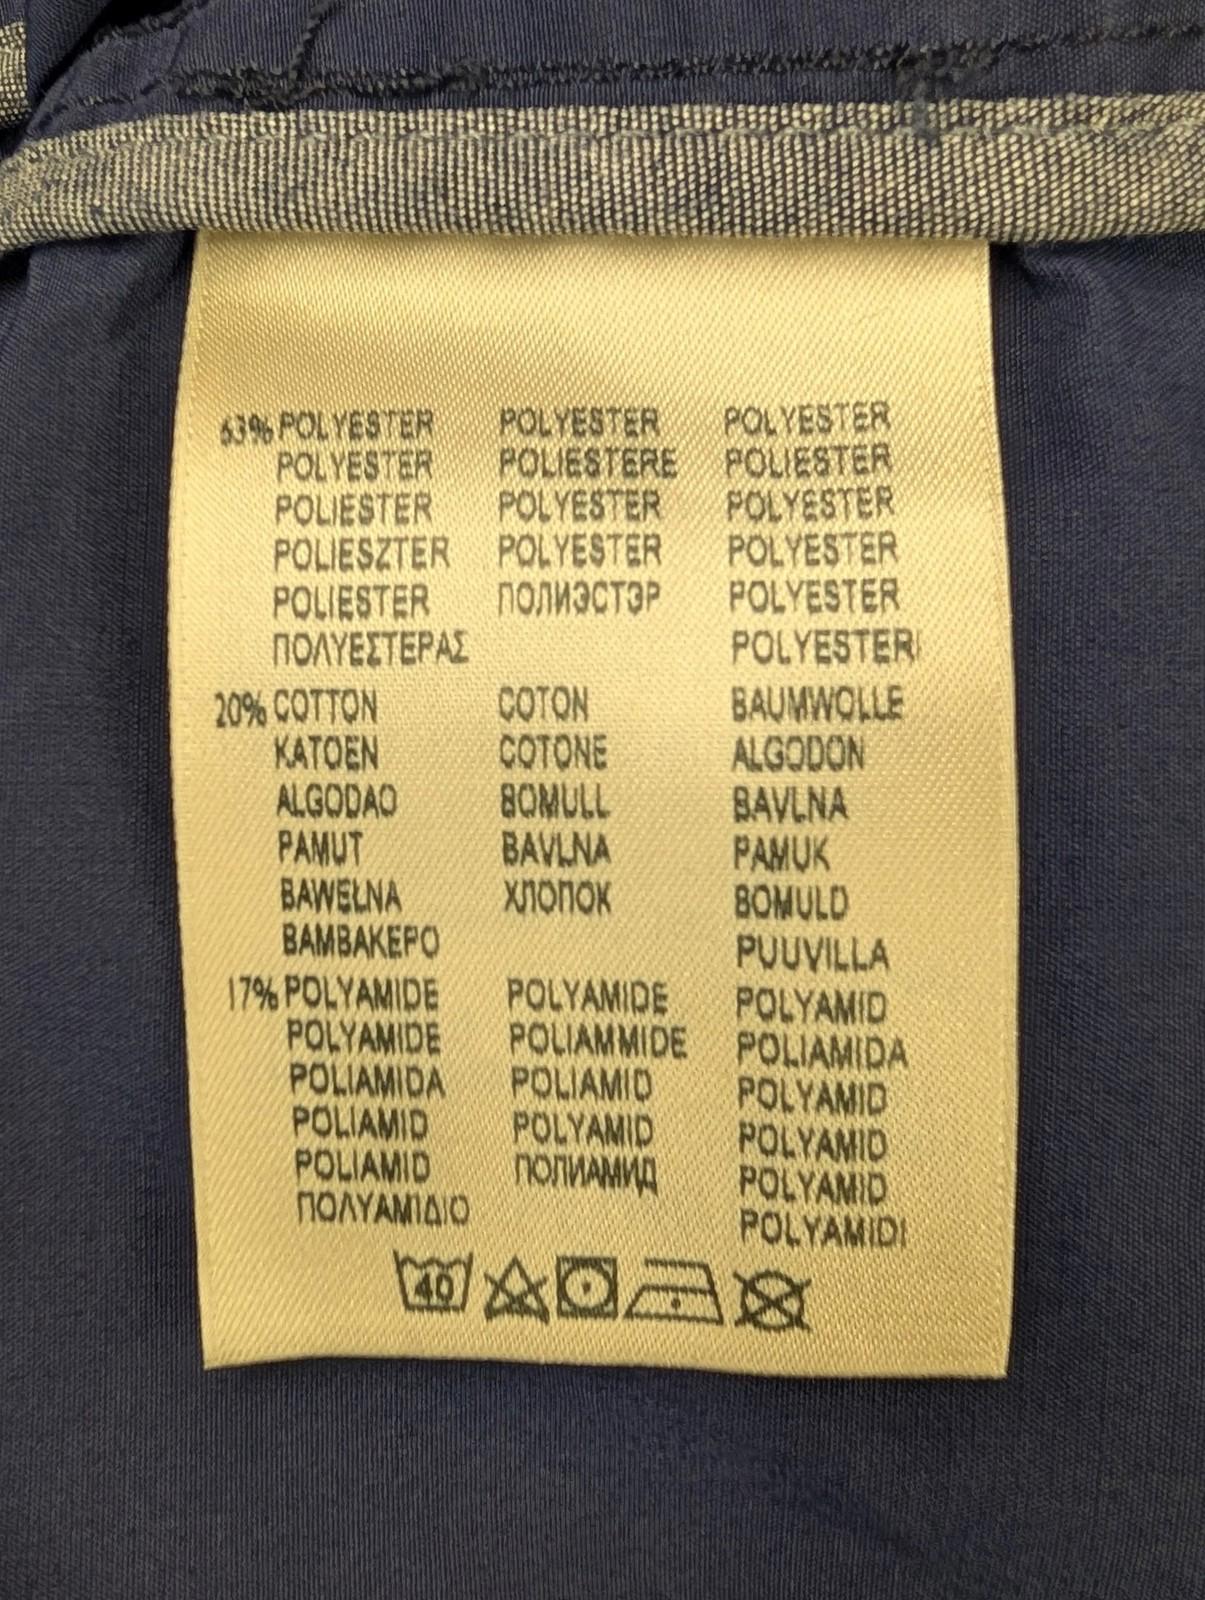 63% POLYESTER POLYESTER POLYESTER
POLYESTER POLIESTERE POLIESTER
POLIESTER POLYESTER POLYESTER
POLIESZTER POLYESTER POLYESTER
POLIESTER ПОЛИЭСТЭР POLYESTER
ΠΟΛΥΕΣΤΕΡΑΣ POLYESTERI
20% COTTON COTON BAUMWOLLE
KATOEN COTONE ALGODON
ALGODAO BOMULL BAVLNA
PAMUT BAVLNA PAMUK
BAWEŁNA ХЛОПОК BOMULD
ΒΑΜΒΑΚΕΡΟ PUUVILLA
17% POLYAMIDE POLYAMIDE POLYAMID
POLYAMIDE POLIAMMIDE POLIAMIDA
POLIAMIDA POLIAMID POLYAMID
POLIAMID POLYAMID POLYAMID
POLIAMID ПОЛИАМИД POLYAMID
ΠΟΛΥΑΜΙΔΙΟ POLYAMIDI
40